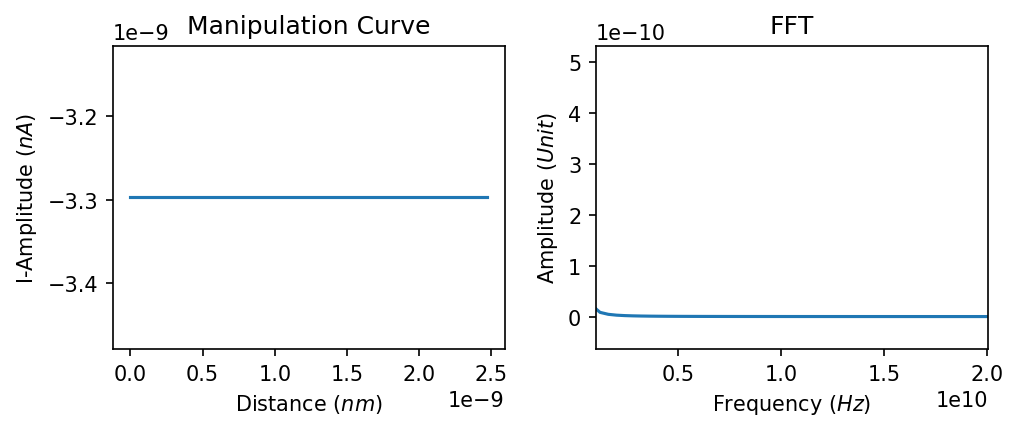 Manipulation Curve
1e−9
−3.2
−3.3
−3.4
I-Amplitude (nA)
0.0 0.5 1.0 1.5 2.0 2.5
Distance (nm)
1e−9
FFT
1e−10
5
4
3
2
1
0
Amplitude (Unit)
0.5 1.0 1.5 2.0
Frequency (Hz)
1e10